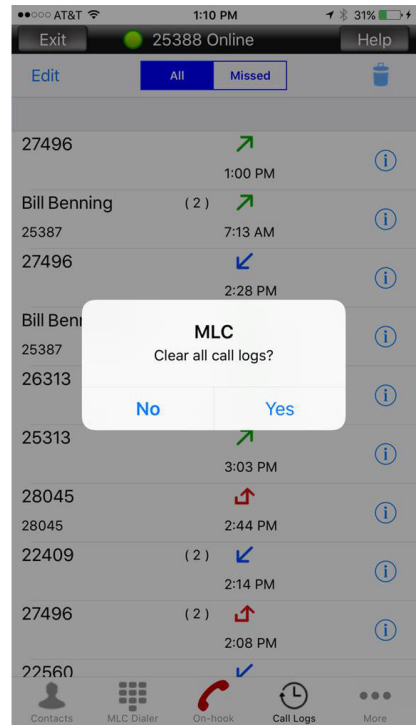 AT&T 1:10 PM 31%
Exit 25388 Online Help
Edit All Missed
27496
1:00 PM
Bill Benning (2)
25387 7:13 AM
27496
2:28 PM
Bill Ben
25387
MLC
Clear all call logs?
26313
No Yes
25313
3:03 PM
28045
28045 2:44 PM
22409 (2)
2:14 PM
27496 (2)
2:08 PM
22560
Contacts MLC Dialer On-hook Call Logs More